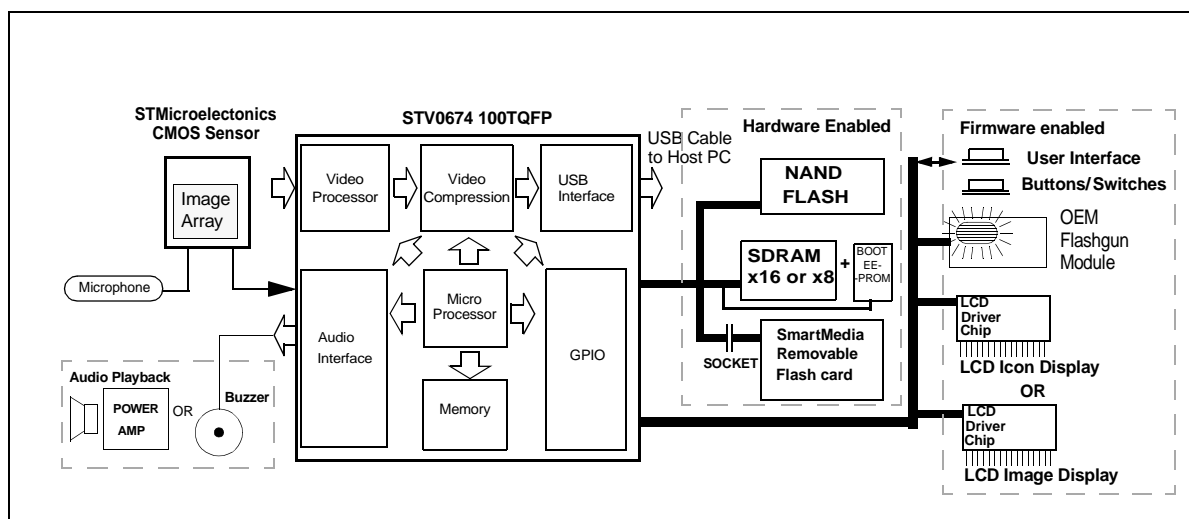 STMicroelectonics
CMOS Sensor
Image
Array
Microphone
Audio Playback
POWER
AMP
OR
Buzzer
STV0674 100TQFP
Video
Processor
Video
Compression
USB
Interface
Audio
Interface
Micro
Processor
Memory
GPIO
USB Cable
to Host PC
Hardware Enabled
NAND
FLASH
SDRAM
x16 or x8
+
BOOT
EE-
-PROM
SOCKET
SmartMedia
Removable
Flash card
Firmware enabled
User Interface
Buttons/Switches
OEM
Flashgun
Module
LCD
Driver
Chip
LCD Icon Display
OR
LCD
Driver
Chip
LCD Image Display